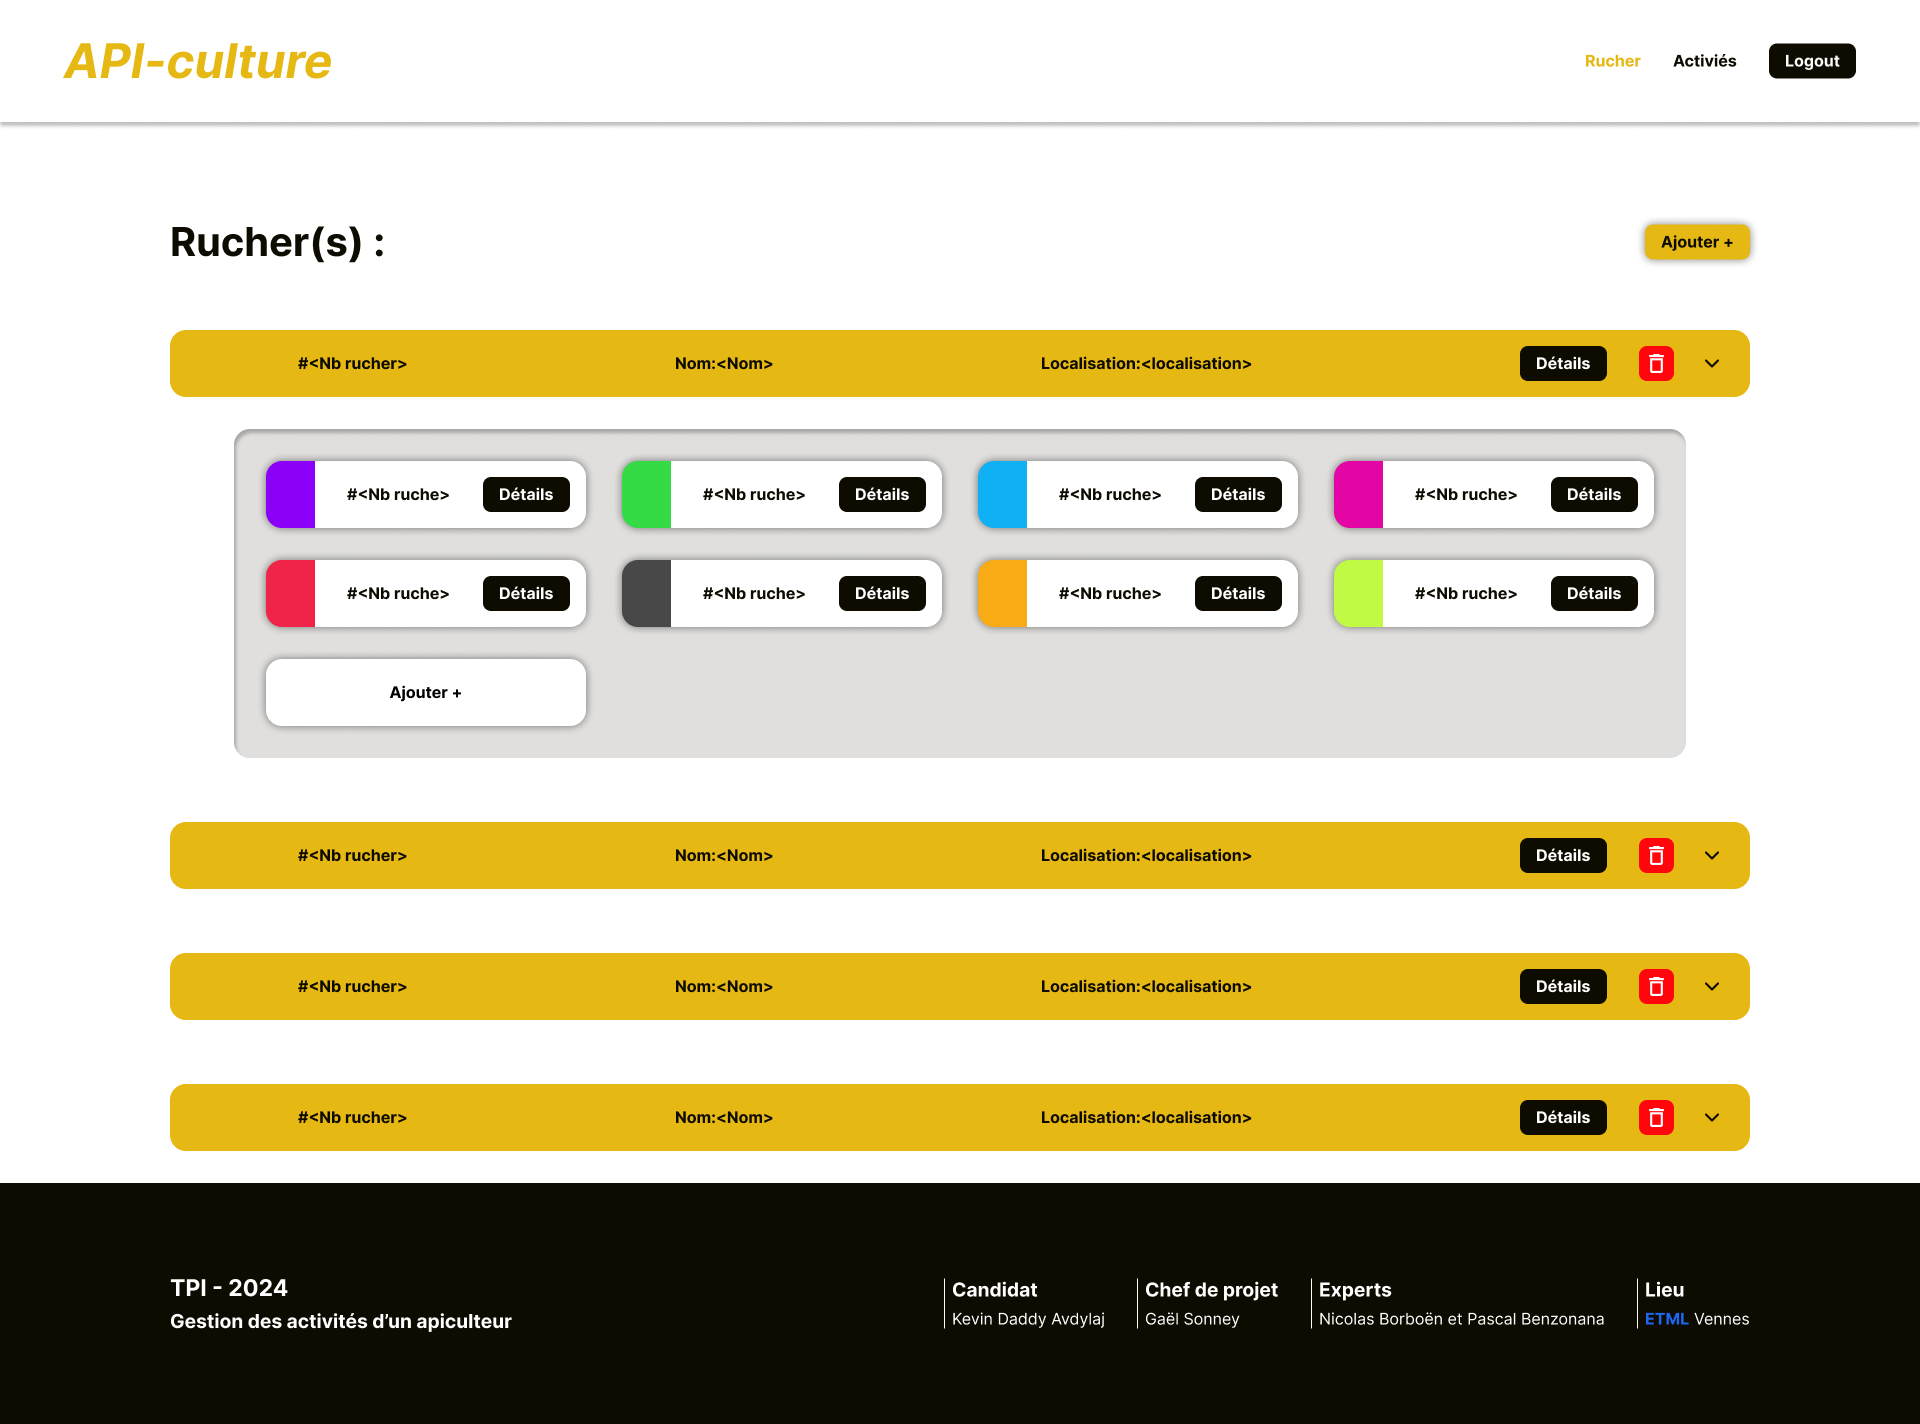 API-culture
Rucher Activiés Logout
Rucher(s) :
Ajouter +
#<Nb rucher> Nom:<Nom> Localisation:<localisation> Détails
#<Nb ruche> Détails #<Nb ruche> Détails #<Nb ruche> Détails #<Nb ruche> Détails
#<Nb ruche> Détails #<Nb ruche> Détails #<Nb ruche> Détails #<Nb ruche> Détails
Ajouter +
#<Nb rucher> Nom:<Nom> Localisation:<localisation> Détails
#<Nb rucher> Nom:<Nom> Localisation:<localisation> Détails
#<Nb rucher> Nom:<Nom> Localisation:<localisation> Détails
TPI - 2024
Gestion des activités d’un apiculteur
Candidat
Kevin Daddy Avdylaj
Chef de projet
Gaël Sonney
Experts
Nicolas Borboën et Pascal Benzonana
Lieu
ETML Vennes